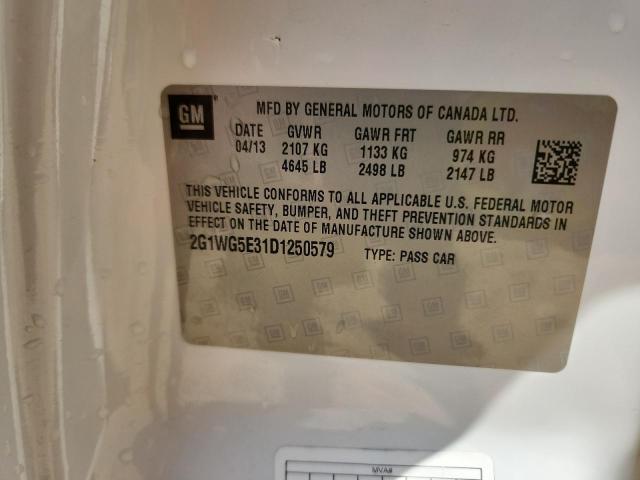 GM
MFD BY GENERAL MOTORS OF CANADA LTD.
DATE GVWR GAWR FRT GAWR RR
04/13 2107 KG 1133 KG 974 KG
4645 LB 2498 LB 2147 LB
THIS VEHICLE CONFORMS TO ALL APPLICABLE U.S. FEDERAL MOTOR
VEHICLE SAFETY, BUMPER, AND THEFT PREVENTION STANDARDS IN
EFFECT ON THE DATE OF MANUFACTURE SHOWN ABOVE.
2G1WG5E31D1250579 TYPE: PASS CAR
MVA#